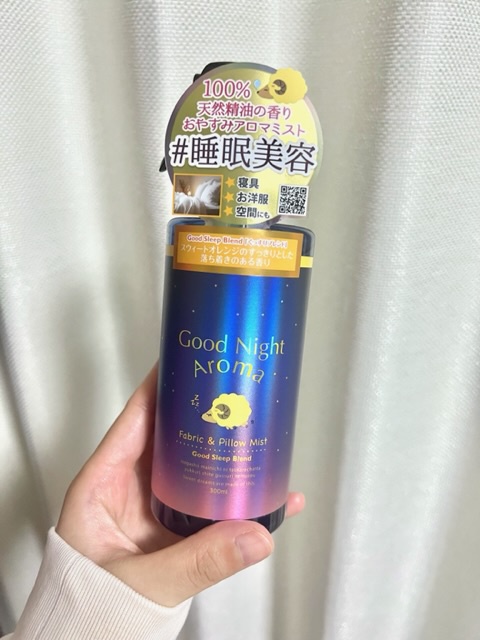 100%
天然精油の香り
おやすみアロマミスト
#睡眠美容
★寝具
★お洋服
★空間にも
Good Sleep Blend
スウィートオレンジのすっきりとした
落ち着きのある香り
Good Night
Aroma
z
zz
Fabric & Pillow Mist
Good Sleep Blend
300mL